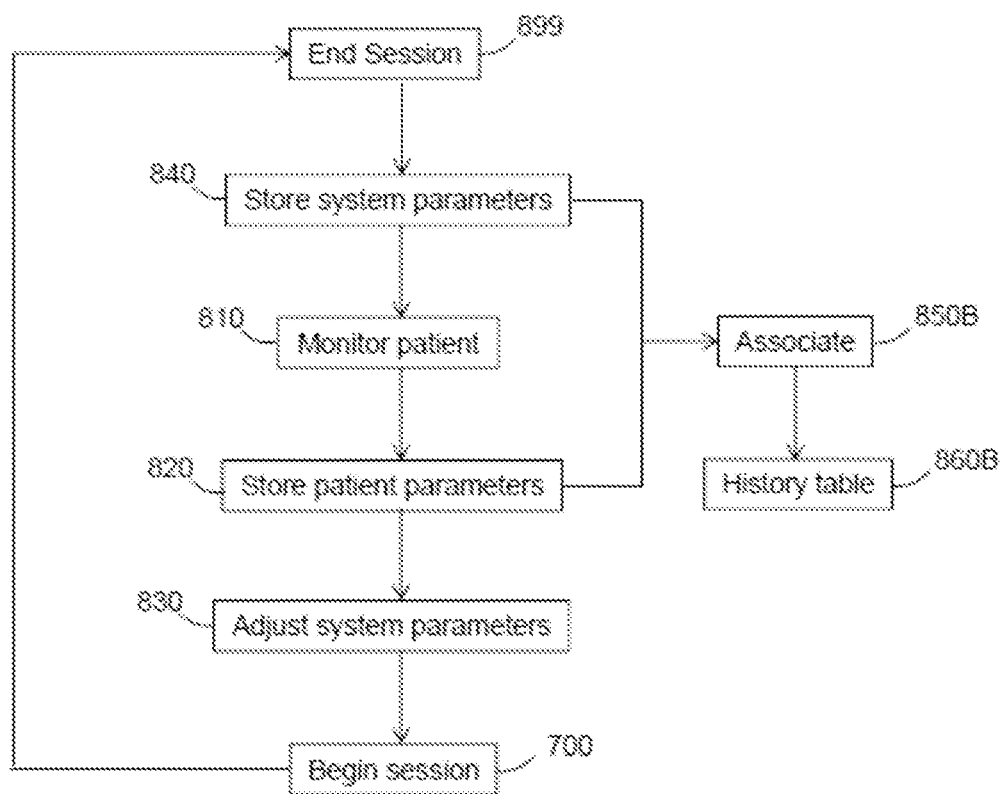 End Session
899
840
Store system parameters
810
Monitor patient
850B
Associate
820
Store patient parameters
860B
History table
830
Adjust system parameters
700
Begin session